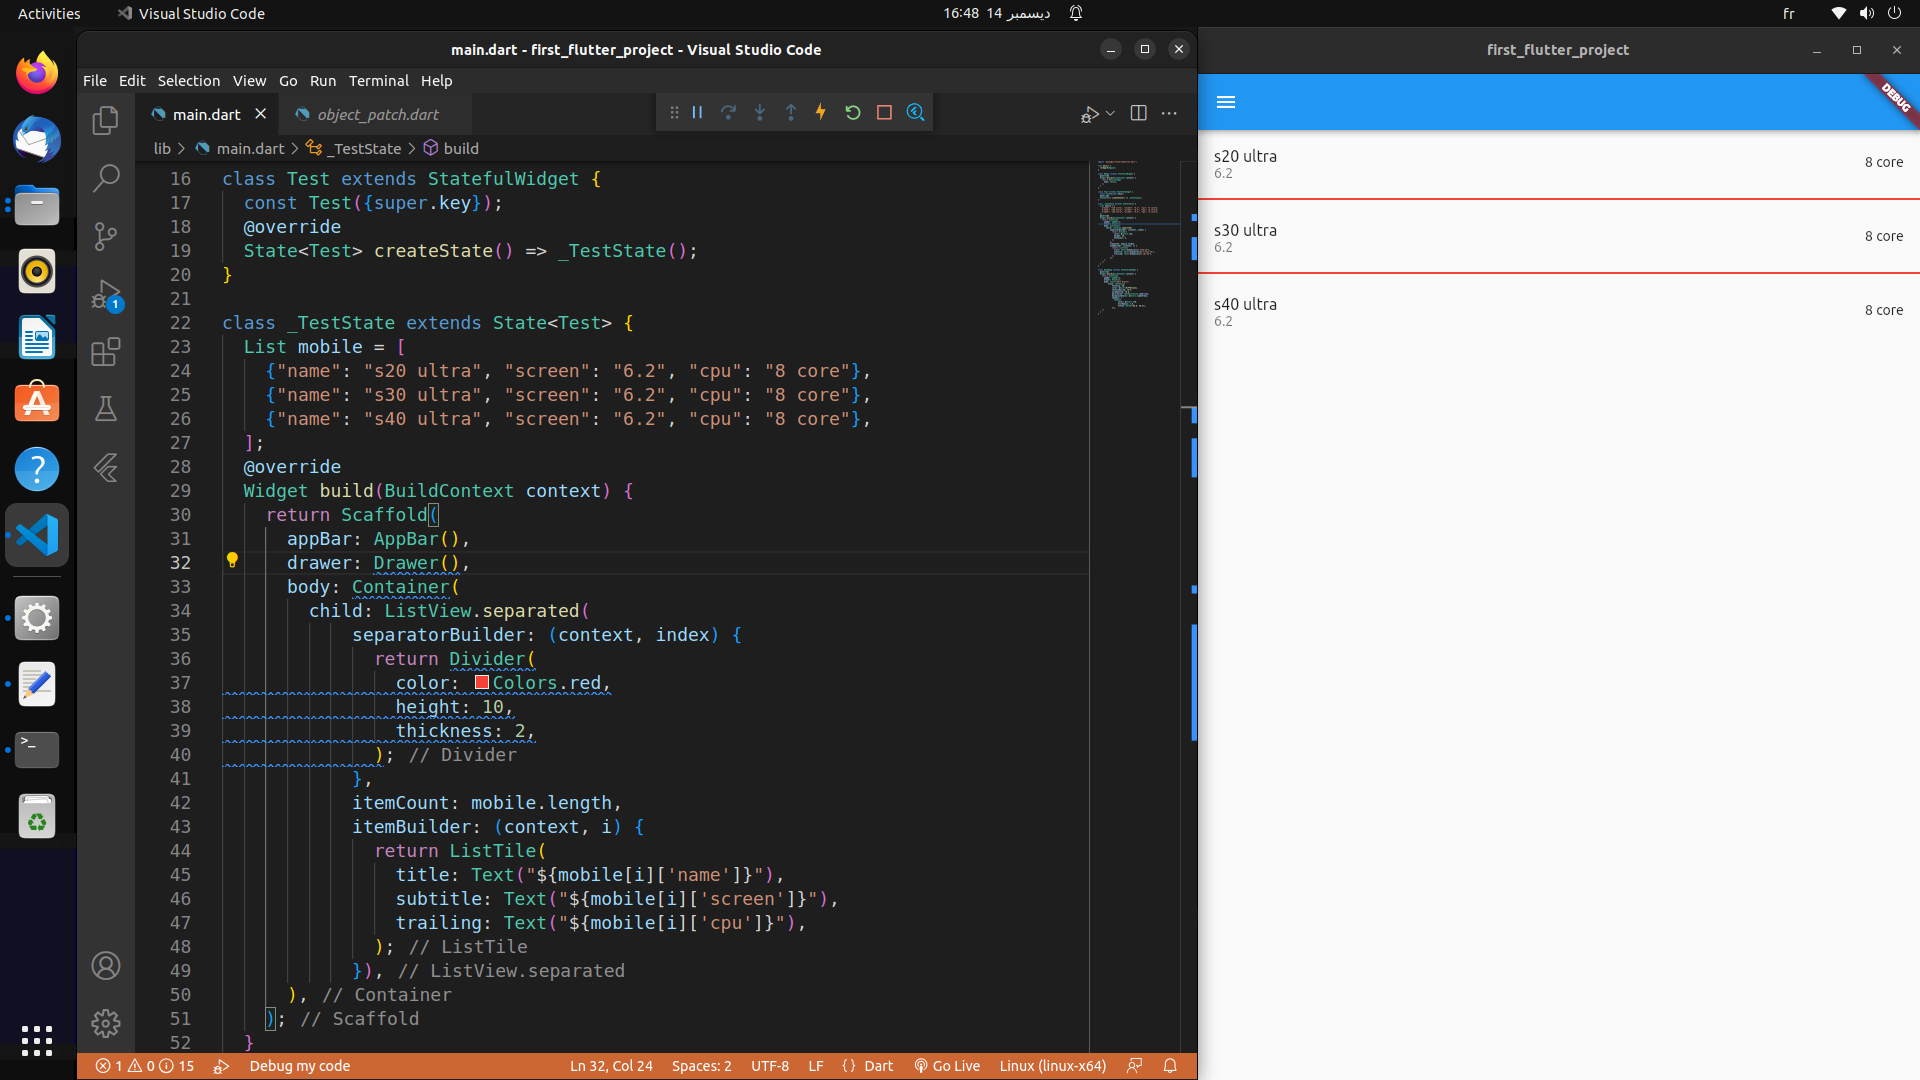 Activities
Visual Studio Code
16:48 14 ديسمبر
fr
main.dart - first_flutter_project - Visual Studio Code
File Edit Selection View Go Run Terminal Help
main.dart
object_patch.dart
lib > main.dart > _TestState > build
16 class Test extends StatefulWidget {
17 const Test({super.key});
18 @override
19 State<Test> createState() => _TestState();
20 }
21
22 class _TestState extends State<Test> {
23 List mobile = [
24 {"name": "s20 ultra", "screen": "6.2", "cpu": "8 core"},
25 {"name": "s30 ultra", "screen": "6.2", "cpu": "8 core"},
26 {"name": "s40 ultra", "screen": "6.2", "cpu": "8 core"},
27 ];
28 @override
29 Widget build(BuildContext context) {
30 return Scaffold(
31 appBar: AppBar(),
32 drawer: Drawer(),
33 body: Container(
34 child: ListView.separated(
35 separatorBuilder: (context, index) {
36 return Divider(
37 color: Colors.red,
38 height: 10,
39 thickness: 2,
40 ); // Divider
41 },
42 itemCount: mobile.length,
43 itemBuilder: (context, i) {
44 return ListTile(
45 title: Text("${mobile[i]['name']}"),
46 subtitle: Text("${mobile[i]['screen']}"),
47 trailing: Text("${mobile[i]['cpu']}"),
48 ); // ListTile
49 }), // ListView.separated
50 ), // Container
51 ); // Scaffold
52 }
1
1 0 15 Debug my code Ln 32, Col 24 Spaces: 2 UTF-8 LF {} Dart Go Live Linux (linux-x64)
first_flutter_project
DEBUG
s20 ultra
6.2
8 core
s30 ultra
6.2
8 core
s40 ultra
6.2
8 core